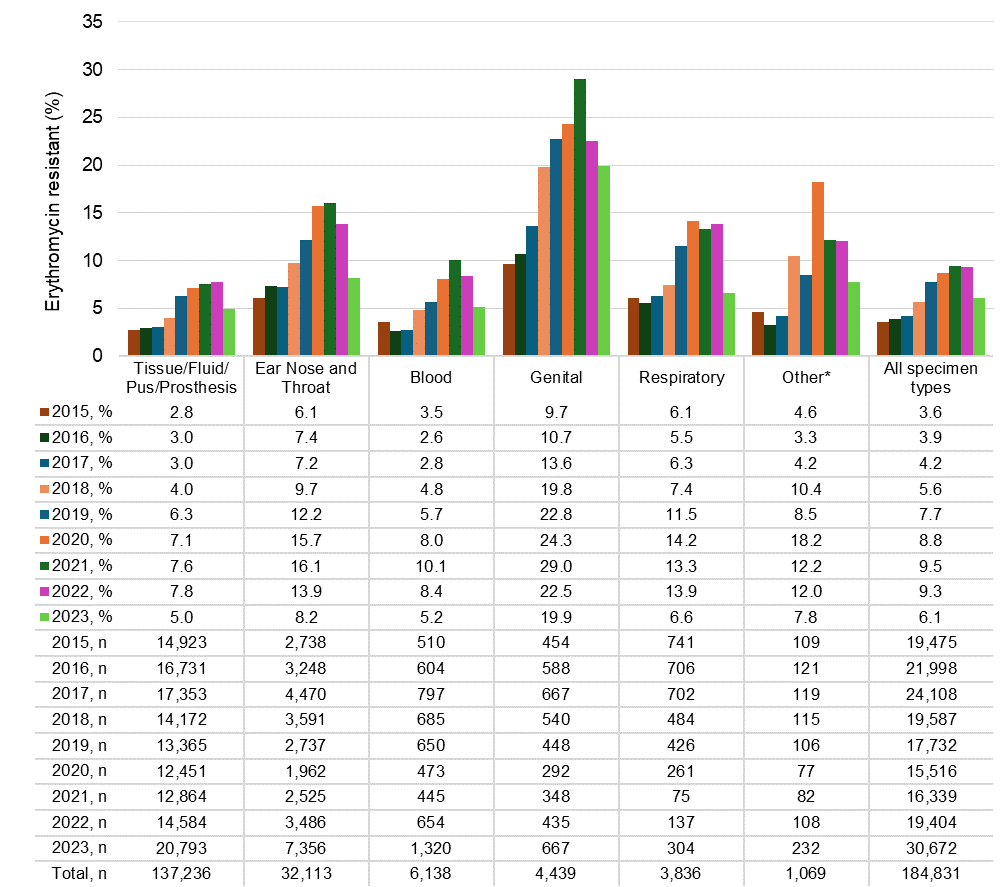 35
30
25
20
15
10
5
0
Erythromycin resistant (%)
Tissue/Fluid/ Ear Nose and Blood Genital Respiratory Other* All specimen
Pus/Prosthesis Throat types
2015, % 2.8 6.1 3.5 9.7 6.1 4.6 3.6
2016, % 3.0 7.4 2.6 10.7 5.5 3.3 3.9
2017, % 3.0 7.2 2.8 13.6 6.3 4.2 4.2
2018, % 4.0 9.7 4.8 19.8 7.4 10.4 5.6
2019, % 6.3 12.2 5.7 22.8 11.5 8.5 7.7
2020, % 7.1 15.7 8.0 24.3 14.2 18.2 8.8
2021, % 7.6 16.1 10.1 29.0 13.3 12.2 9.5
2022, % 7.8 13.9 8.4 22.5 13.9 12.0 9.3
2023, % 5.0 8.2 5.2 19.9 6.6 7.8 6.1
2015, n 14,923 2,738 510 454 741 109 19,475
2016, n 16,731 3,248 604 588 706 121 21,998
2017, n 17,353 4,470 797 667 702 119 24,108
2018, n 14,172 3,591 685 540 484 115 19,587
2019, n 13,365 2,737 650 448 426 106 17,732
2020, n 12,451 1,962 473 292 261 77 15,516
2021, n 12,864 2,525 445 348 75 82 16,339
2022, n 14,584 3,486 654 435 137 108 19,404
2023, n 20,793 7,356 1,320 667 304 232 30,672
Total, n 137,236 32,113 6,138 4,439 3,836 1,069 184,831